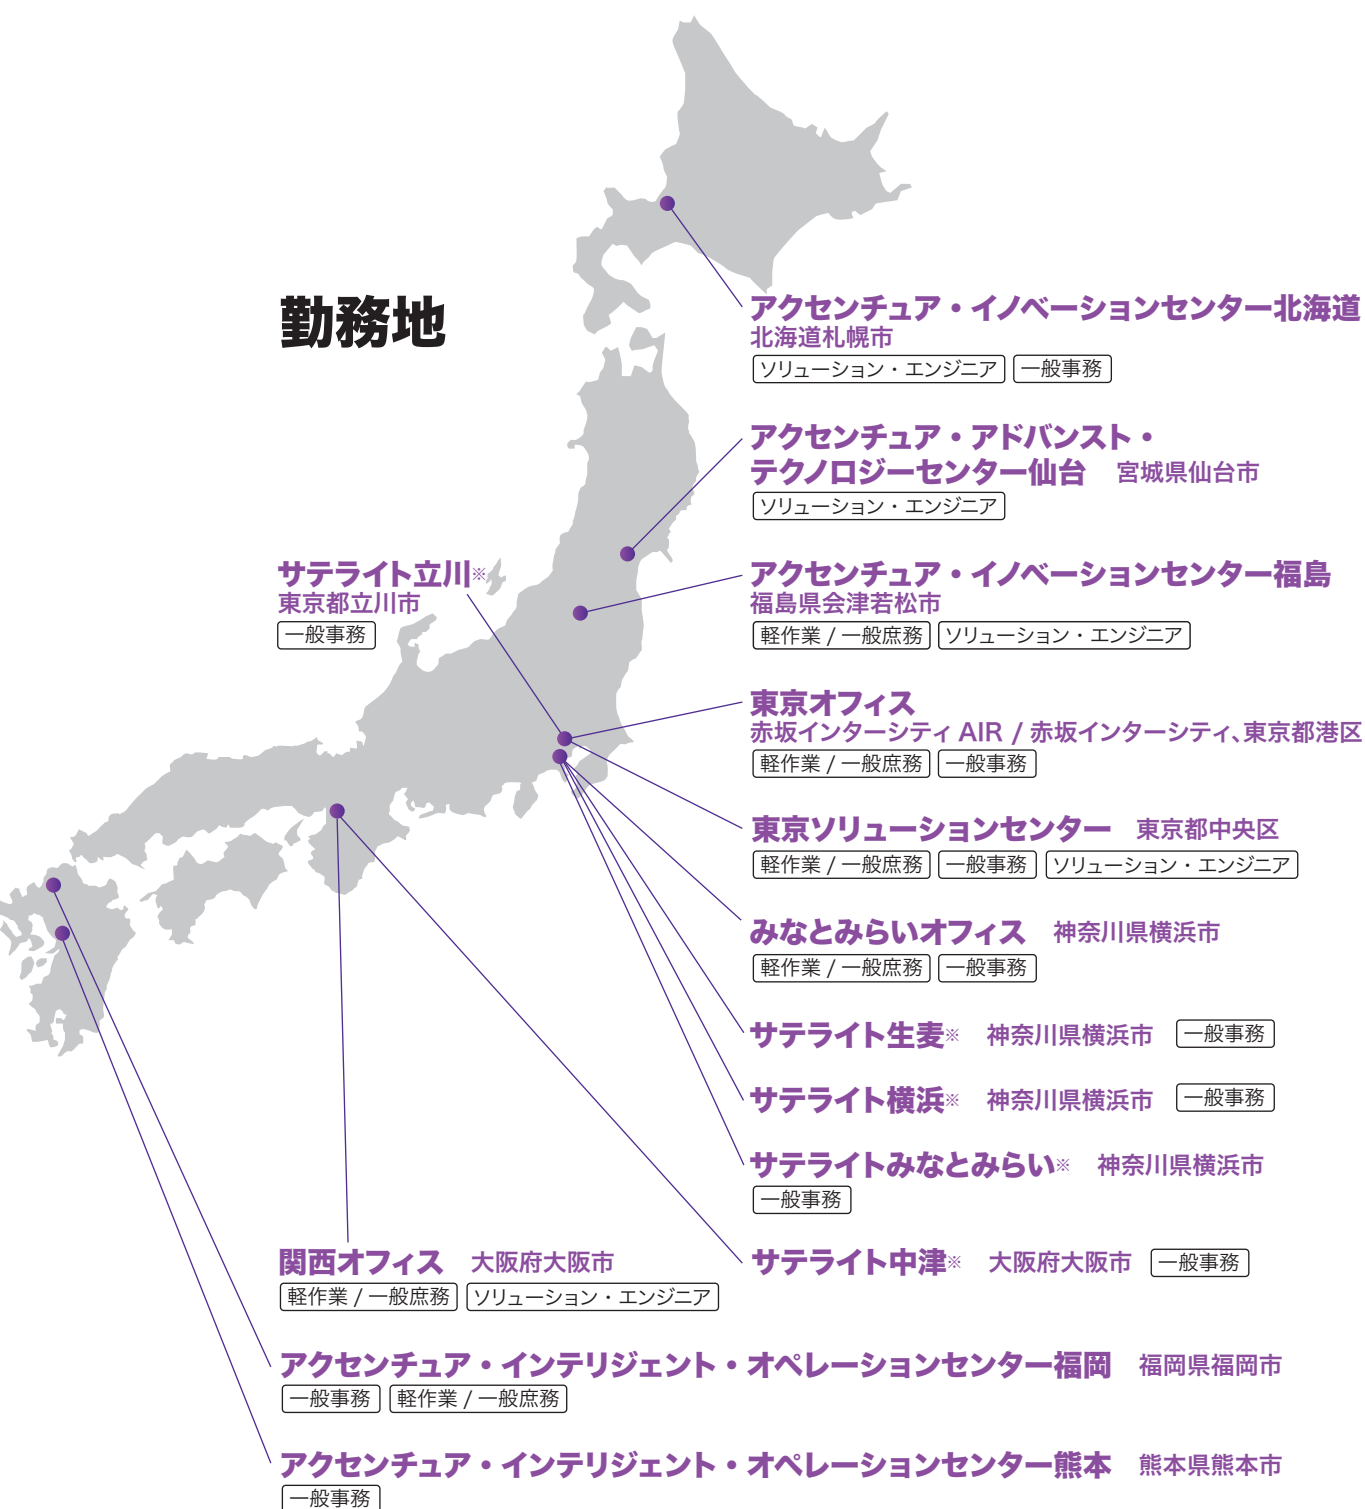 勤務地
アクセンチュア・イノベーションセンター北海道
北海道札幌市
ソリューション・エンジニア 一般事務
アクセンチュア・アドバンスト・
テクノロジーセンター仙台 宮城県仙台市
ソリューション・エンジニア
サテライト立川※
東京都立川市
一般事務
アクセンチュア・イノベーションセンター福島
福島県会津若松市
軽作業 / 一般庶務 ソリューション・エンジニア
東京オフィス
赤坂インターシティ AIR / 赤坂インターシティ、東京都港区
軽作業 / 一般庶務 一般事務
東京ソリューションセンター 東京都中央区
軽作業 / 一般庶務 一般事務 ソリューション・エンジニア
みなとみらいオフィス 神奈川県横浜市
軽作業 / 一般庶務 一般事務
サテライト生麦※ 神奈川県横浜市 一般事務
サテライト横浜※ 神奈川県横浜市 一般事務
サテライトみなとみらい※ 神奈川県横浜市
一般事務
関西オフィス 大阪府大阪市
軽作業 / 一般庶務 ソリューション・エンジニア
サテライト中津※ 大阪府大阪市 一般事務
アクセンチュア・インテリジェント・オペレーションセンター福岡 福岡県福岡市
一般事務 軽作業 / 一般庶務
アクセンチュア・インテリジェント・オペレーションセンター熊本 熊本県熊本市
一般事務